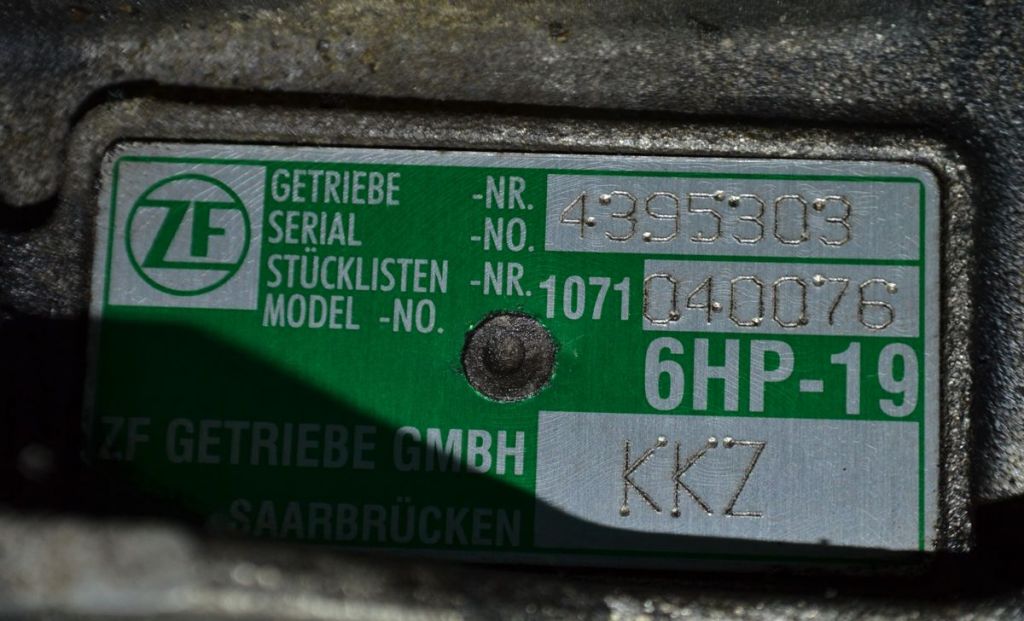 ZF
GETRIEBE -NR. 4395303
SERIAL -NO.
STÜCKLISTEN -NR. 1071 040076
MODEL -NO.
6HP-19
ZF GETRIEBE GMBH
KKZ
SAARBRÜCKEN